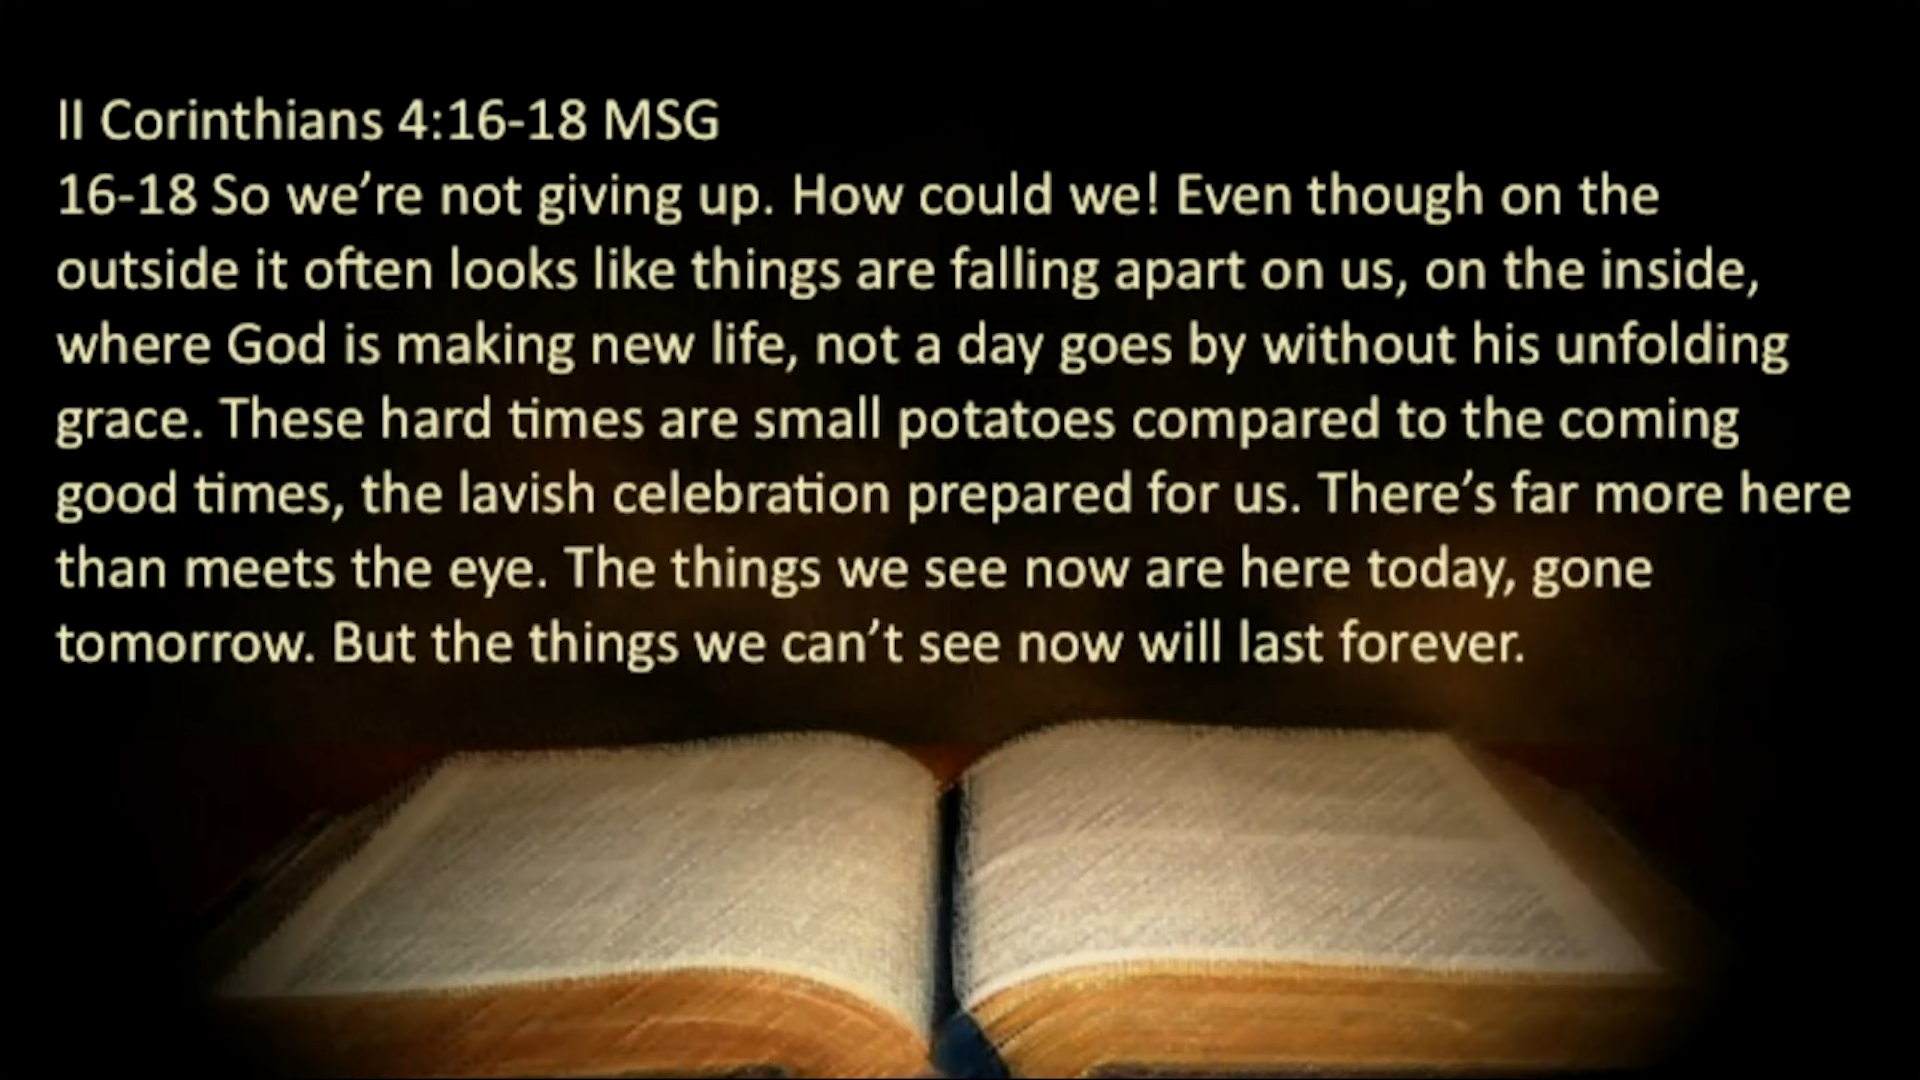 II Corinthians 4:16-18 MSG
16-18 So we’re not giving up. How could we! Even though on the
outside it often looks like things are falling apart on us, on the inside,
where God is making new life, not a day goes by without his unfolding
grace. These hard times are small potatoes compared to the coming
good times, the lavish celebration prepared for us. There’s far more here
than meets the eye. The things we see now are here today, gone
tomorrow. But the things we can’t see now will last forever.